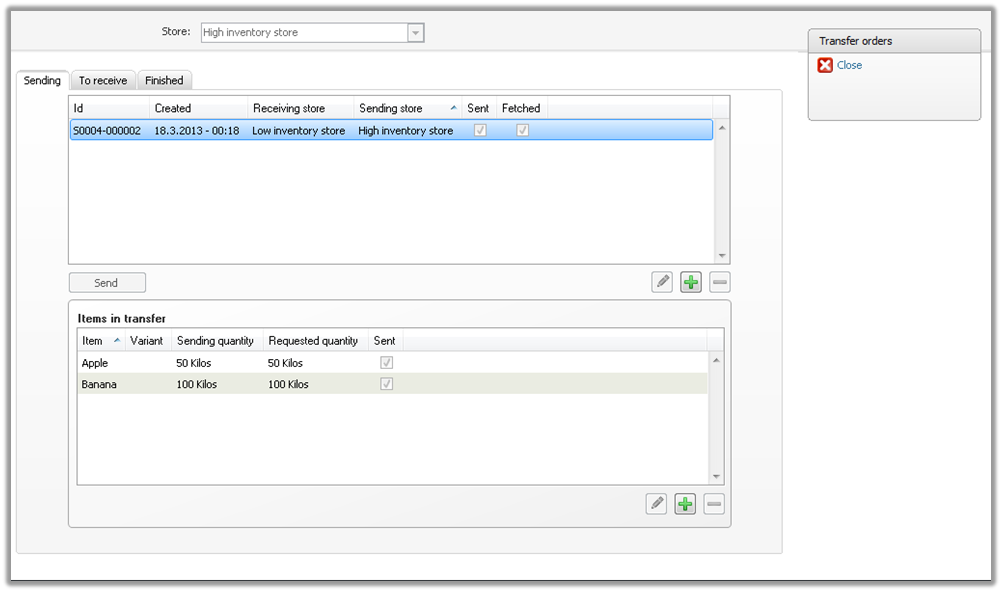 Store: High inventory store
Transfer orders
Close
Sending To receive Finished
Id Created Receiving store Sending store Sent Fetched
S0004-000002 18.3.2013 - 00:18 Low inventory store High inventory store
Send
Items in transfer
Item Variant Sending quantity Requested quantity Sent
Apple 50 Kilos 50 Kilos
Banana 100 Kilos 100 Kilos